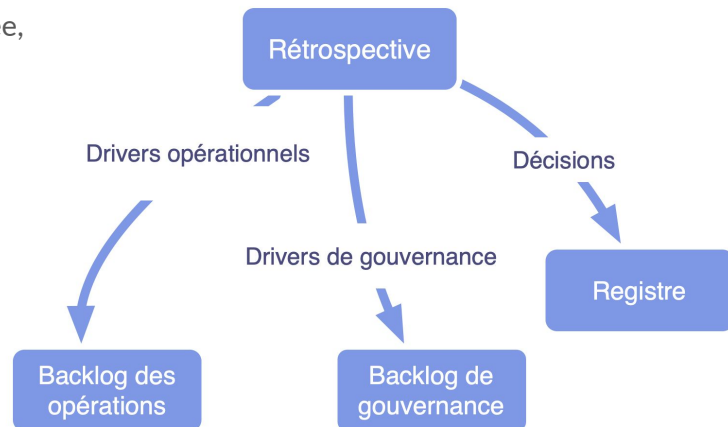 Rétrospective
Drivers opérationnels
Décisions
Drivers de gouvernance
Registre
Backlog des
opérations
Backlog de
gouvernance